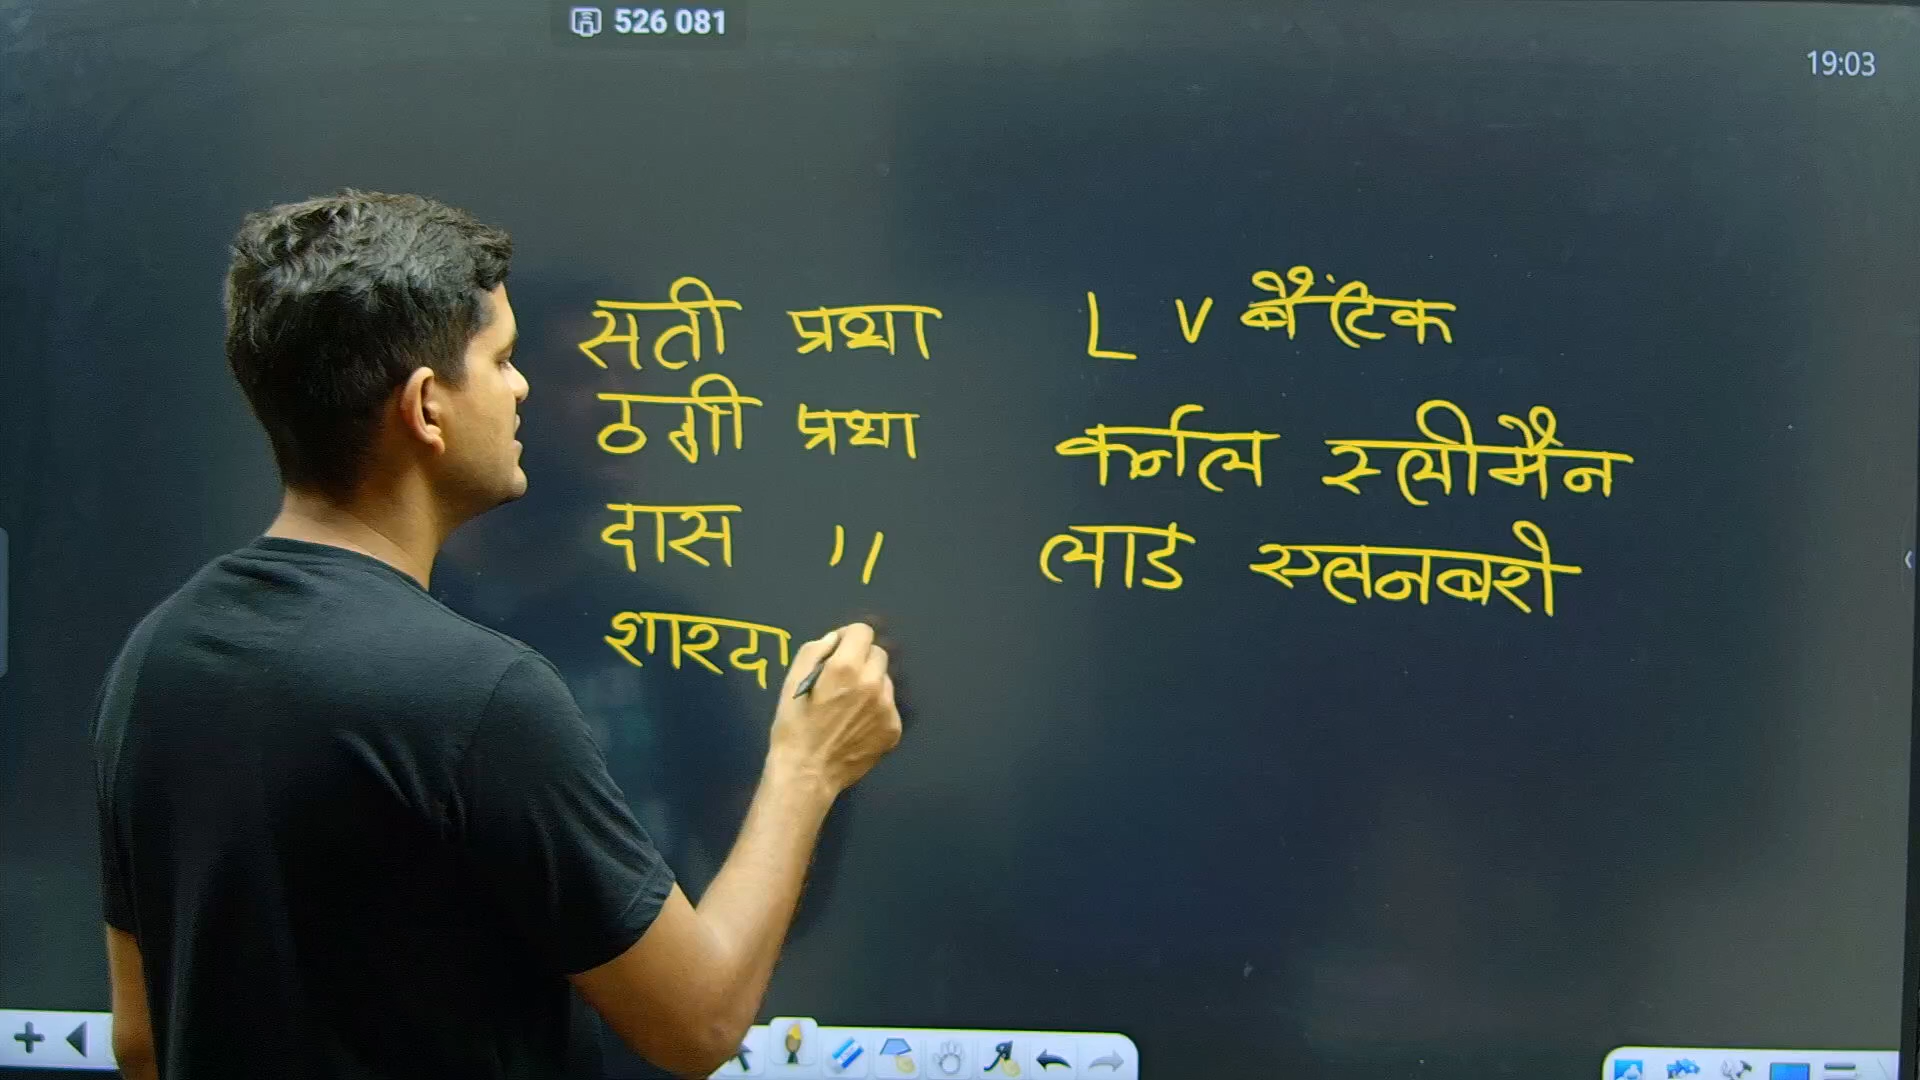 526 081
19:03
सती प्रथा L V बैंटिक
ठगी प्रथा कर्नल स्लीमैन
दास " लाड एलनबरो
शारदा